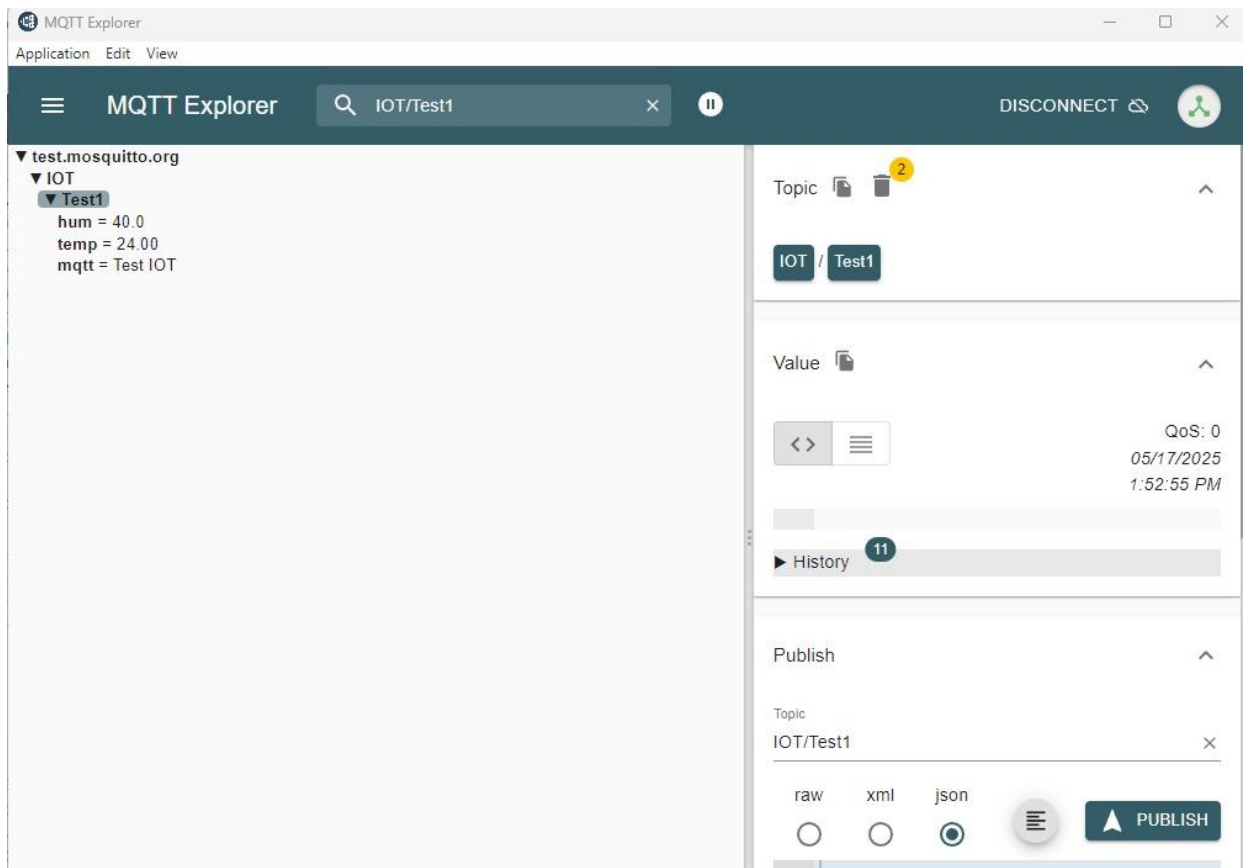 MQTT Explorer
Application Edit View
MQTT Explorer
IOT/Test1
DISCONNECT
▼ test.mosquitto.org
▼ IOT
▼ Test1
hum = 40.0
temp = 24.00
mqtt = Test IOT
Topic 2
IOT / Test1
Value
QoS: 0
05/17/2025
1:52:55 PM
▶ History 11
Publish
Topic
IOT/Test1
raw xml json
PUBLISH